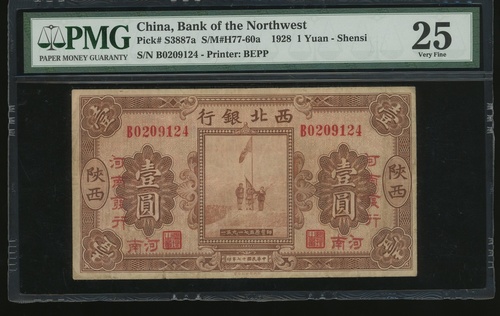 PMG
PAPER MONEY GUARANTY
China, Bank of the Northwest
Pick# S3887a S/M#H77-60a 1928 1 Yuan - Shensi
S/N B0209124 - Printer: BEPP
25
Very Fine
行銀北西
B0209124
B0209124
陝西
壹圓
壹圓
陝西
河南
南河